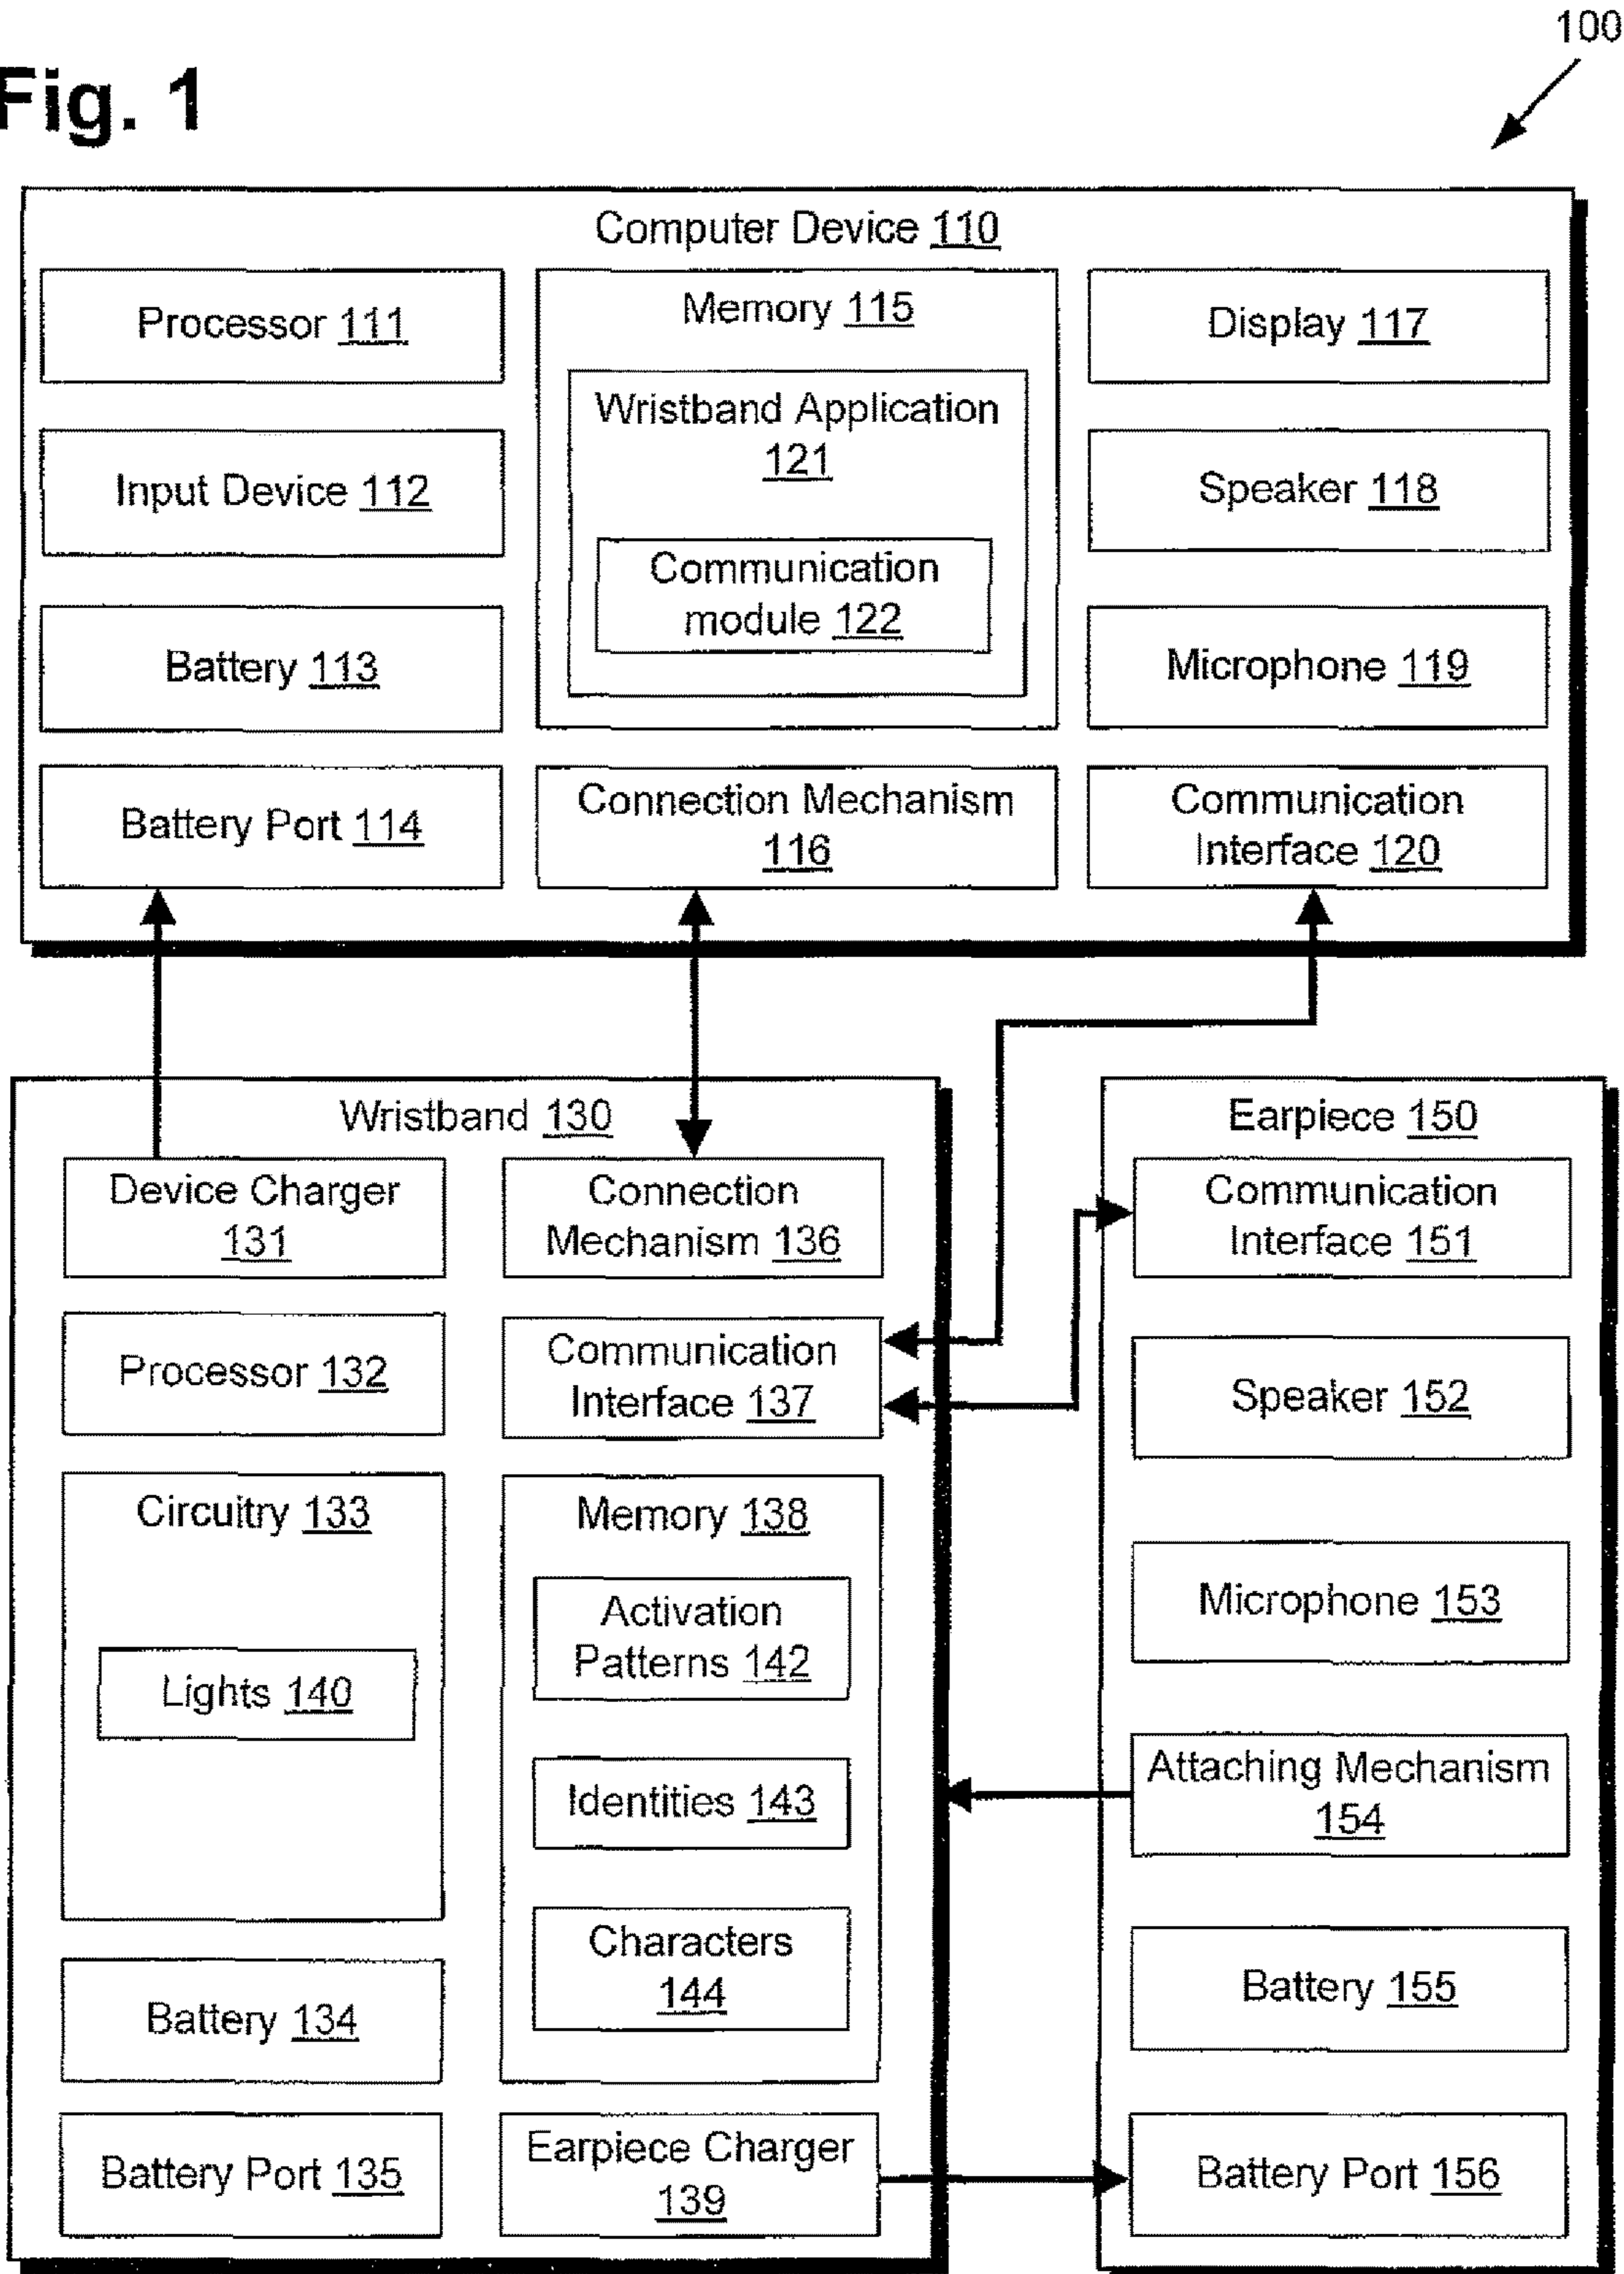 100
Fig. 1
Computer Device 110
Processor 111
Input Device 112
Battery 113
Battery Port 114
Memory 115
Wristband Application
121
Communication
module 122
Connection Mechanism
116
Display 117
Speaker 118
Microphone 119
Communication
Interface 120
Wristband 130
Device Charger
131
Processor 132
Circuitry 133
Lights 140
Battery 134
Battery Port 135
Connection
Mechanism 136
Communication
Interface 137
Memory 138
Activation
Patterns 142
Identities 143
Characters
144
Earpiece Charger
139
Earpiece 150
Communication
Interface 151
Speaker 152
Microphone 153
Attaching Mechanism
154
Battery 155
Battery Port 156